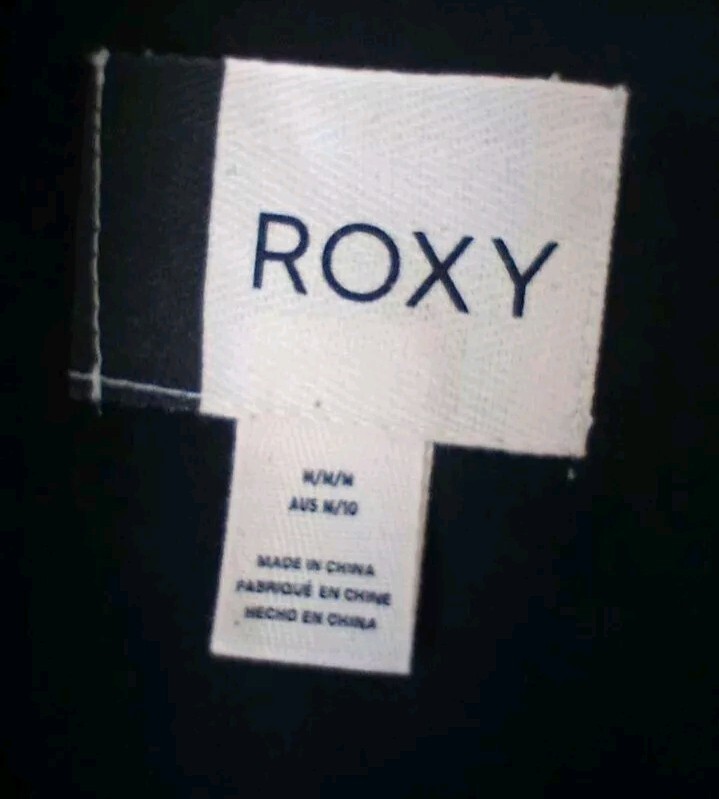 ROXY
M/M/M
AUS M/10
MADE IN CHINA
FABRIQUÉ EN CHINE
HECHO EN CHINA